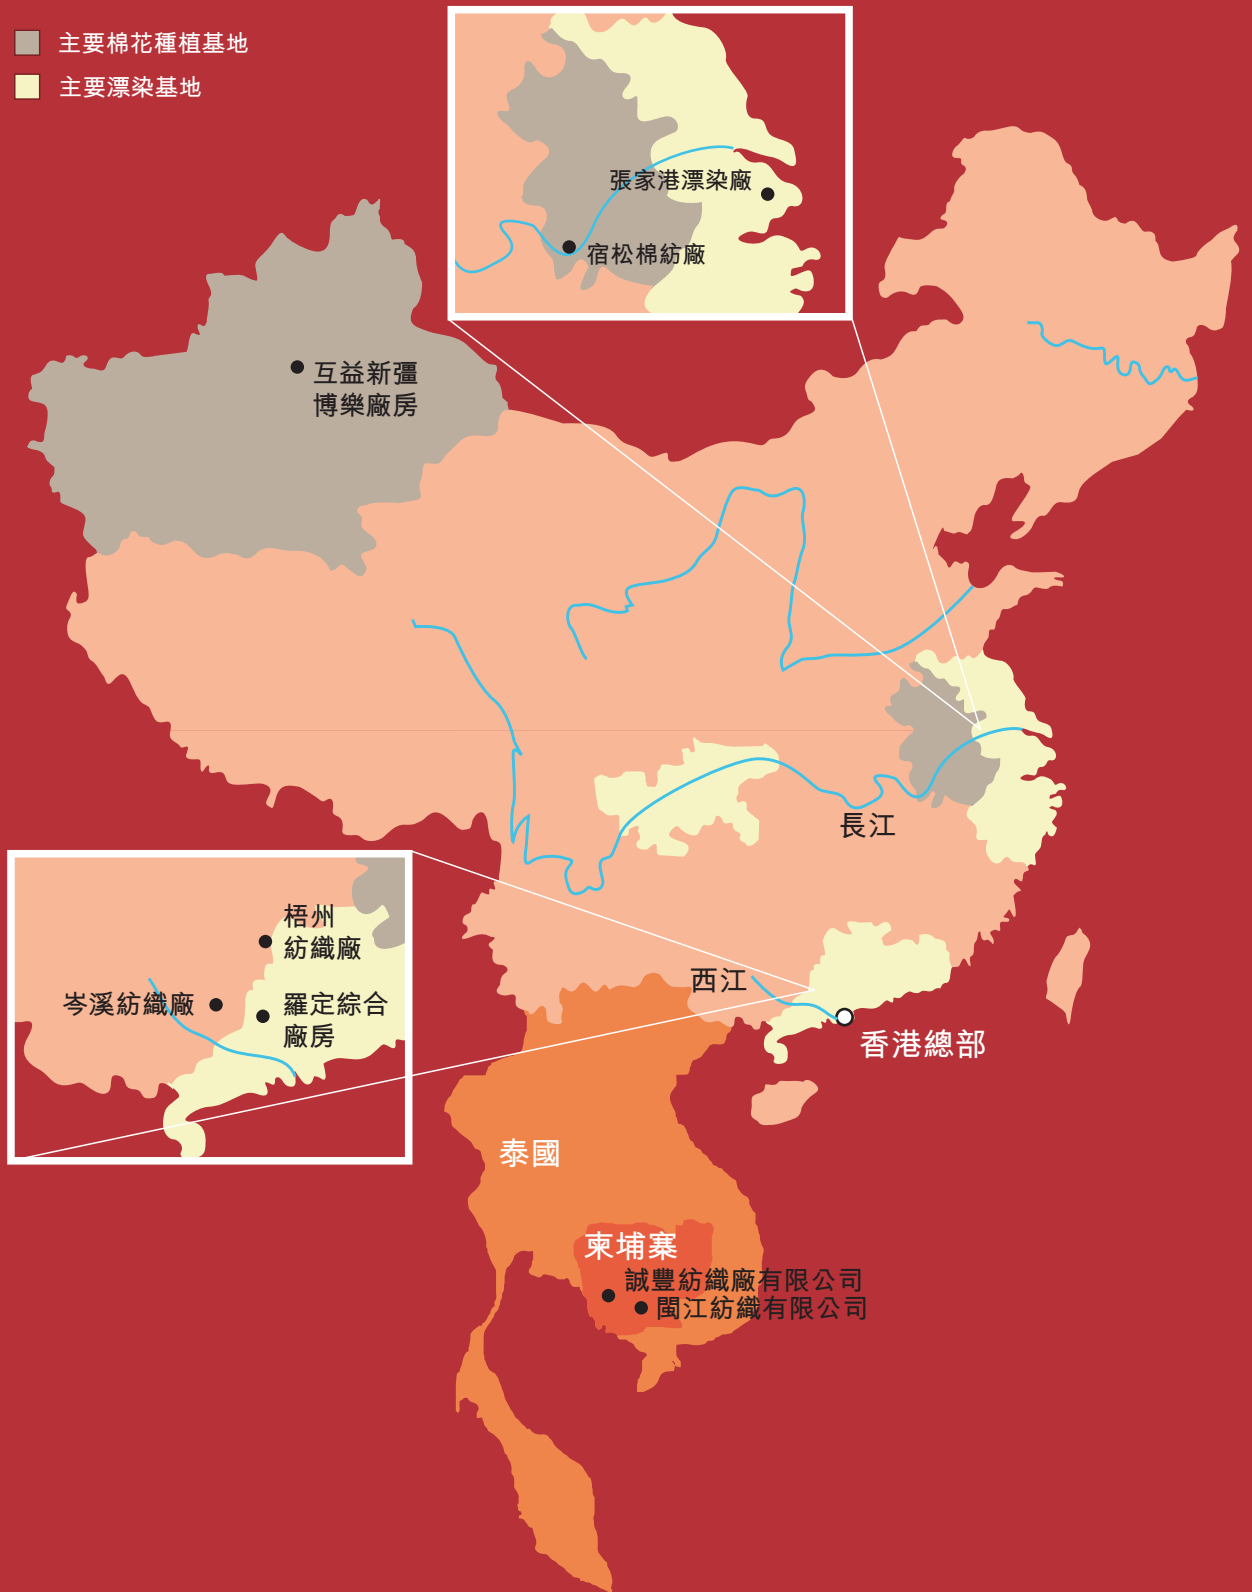 主要棉花種植基地
主要漂染基地
張家港漂染廠
宿松棉紡廠
互益新疆
博樂廠房
長江
梧州
紡織廠
岑溪紡織廠
羅定綜合
廠房
西江
香港總部
泰國
柬埔寨
誠豐紡織廠有限公司
閩江紡織有限公司